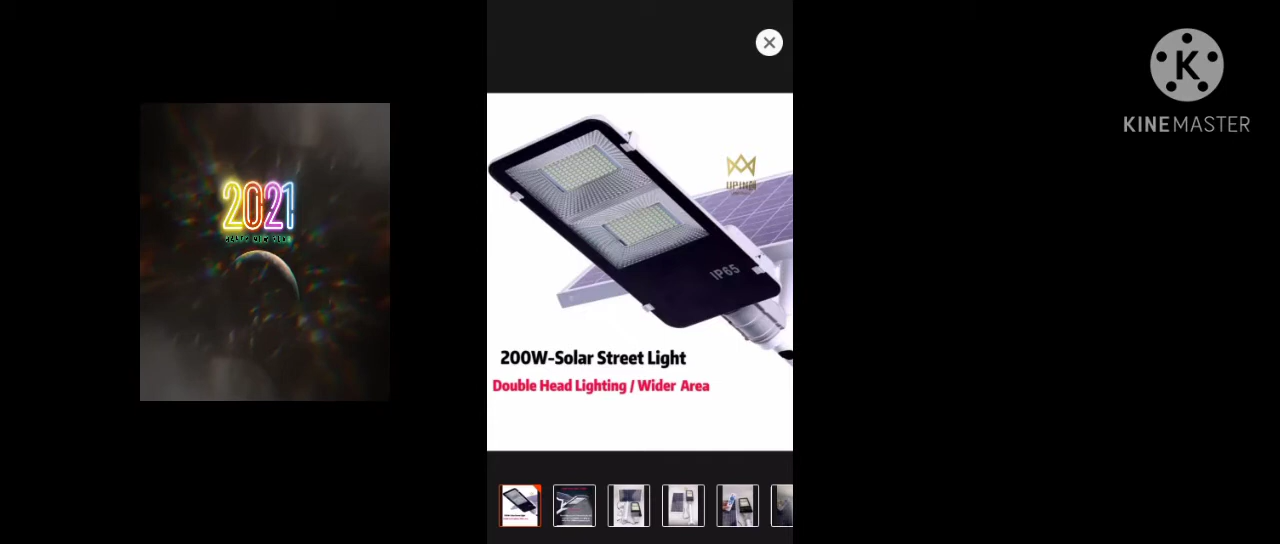 2021
KINEMASTER
K
IP65
200W-Solar Street Light
Double Head Lighting / Wider Area